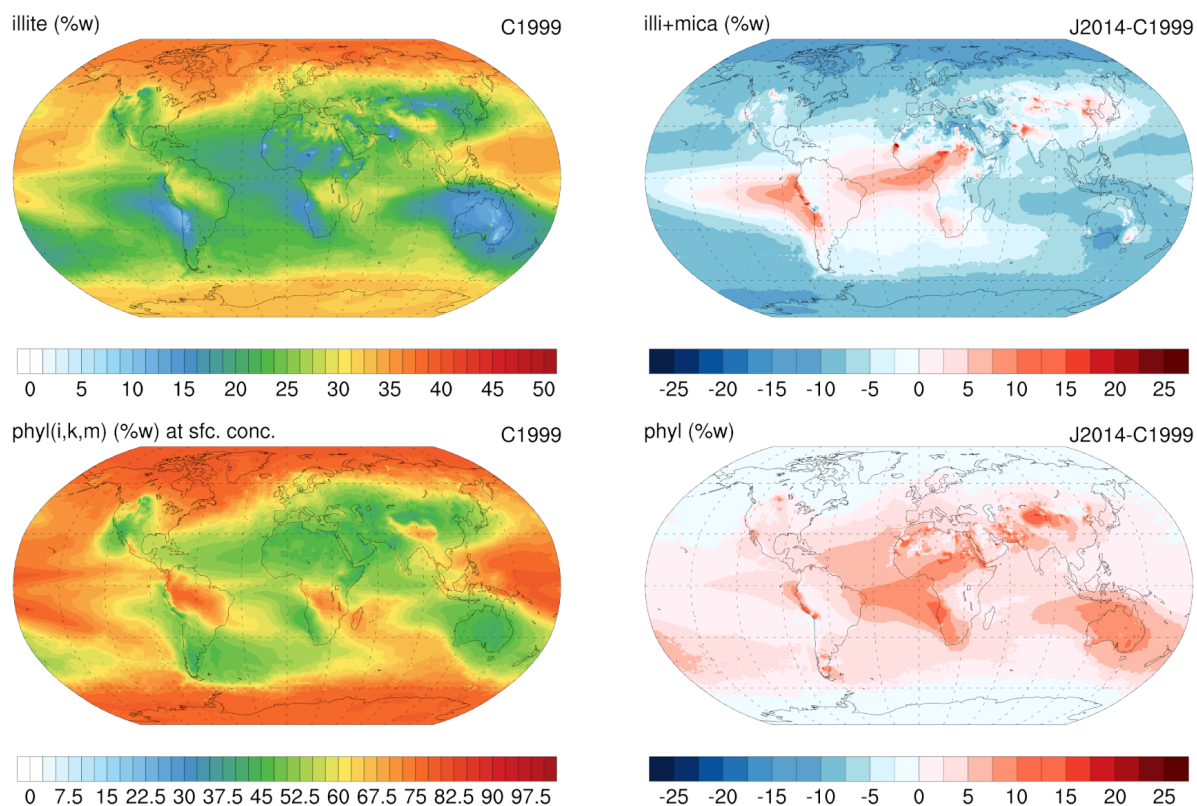 illite (%w) C1999
illi+mica (%w) J2014-C1999
0 5 10 15 20 25 30 35 40 45 50
-25 -20 -15 -10 -5 0 5 10 15 20 25
phyl(i,k,m) (%w) at sfc. conc. C1999
phyl (%w) J2014-C1999
0 7.5 15 22.5 30 37.5 45 52.5 60 67.5 75 82.5 90 97.5
-25 -20 -15 -10 -5 0 5 10 15 20 25